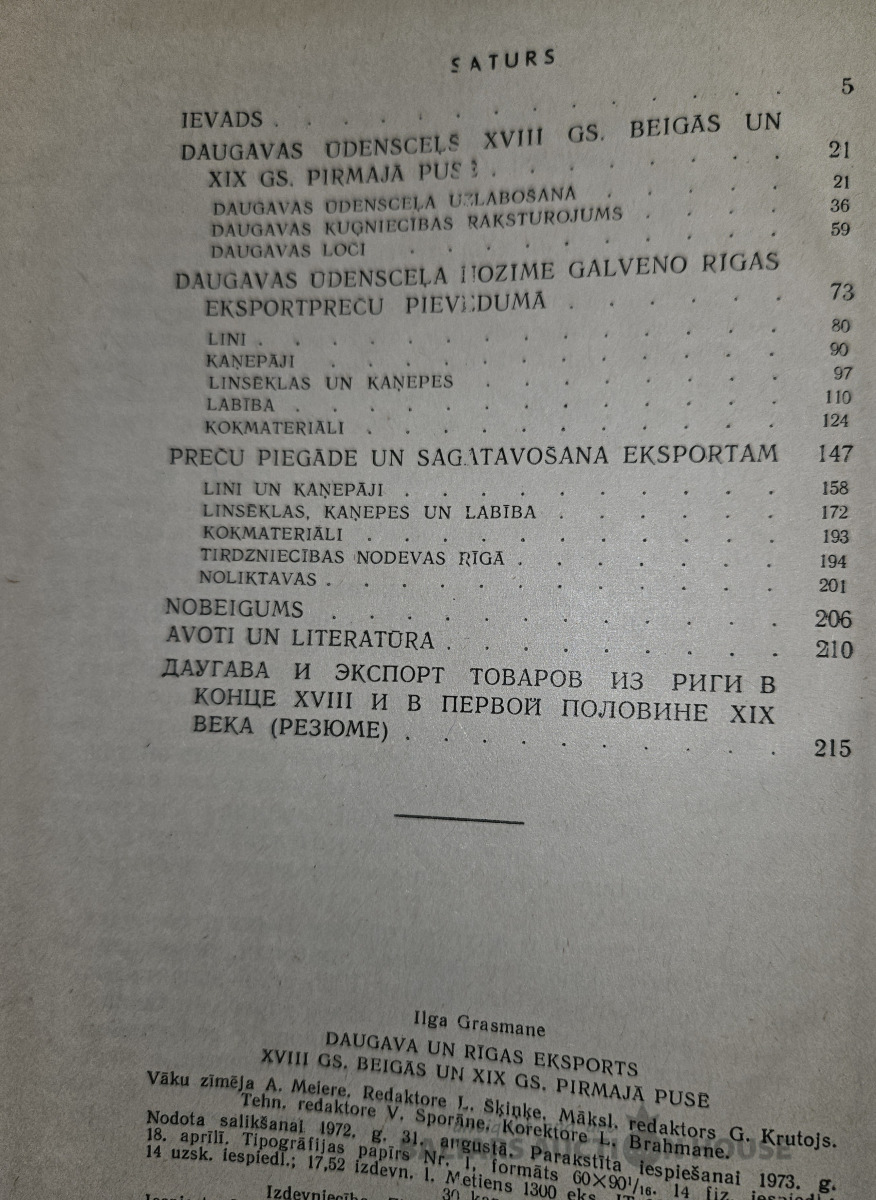 SATURS
IEVADS . . . . . . . . . . . . . 5
DAUGAVAS ŪDENSCEĻŠ XVIII GS. BEIGĀS UN
XIX GS. PIRMAJĀ PUSĒ . . . . . . . . 21
DAUGAVAS ŪDENSCEĻA UZLABOŠANA . . . . . 21
DAUGAVAS KUĢNIECĪBAS RAKSTUROJUMS . . . . 36
DAUGAVAS LOČI . . . . . . . . . . 59
DAUGAVAS ŪDENSCEĻA NOZĪME GALVENO RĪGAS
EKSPORTPREČU PIEVEDUMĀ . . . . . . 73
LINI . . . . . . . . . . . . . 80
KAŅEPĀJI . . . . . . . . . . . . 90
LINSĒKLAS UN KAŅEPES . . . . . . . . 97
LABĪBA . . . . . . . . . . . . 110
KOKMATERIĀLI . . . . . . . . . . . 124
PREČU PIEGĀDE UN SAGATAVOŠANA EKSPORTAM 147
LINI UN KAŅEPĀJI . . . . . . . . . . 158
LINSĒKLAS, KAŅEPES UN LABĪBA . . . . . . 172
KOKMATERIĀLI . . . . . . . . . . . 193
TIRDZNIECĪBAS NODEVAS RĪGĀ . . . . . . . 194
NOLIKTAVAS . . . . . . . . . . . . 201
NOBEIGUMS . . . . . . . . . . . . 206
AVOTI UN LITERATŪRA . . . . . . . . . 210
ДАУГАВА И ЭКСПОРТ ТОВАРОВ ИЗ РИГИ В
КОНЦЕ XVIII И В ПЕРВОЙ ПОЛОВИНЕ XIX
ВЕКА (РЕЗЮМЕ) . . . . . . . . . . 215
Ilga Grasmane
DAUGAVA UN RĪGAS EKSPORTS
XVIII GS. BEIGĀS UN XIX GS. PIRMAJĀ PUSĒ
Vāku zīmēja A. Meiere. Redaktore L. Šķiņķe. Māksl. redaktors G. Krutojs.
Tehn. redaktore V. Sporāne. Korektore L. Brahmane.
Nodota salikšanai 1972. g. 31. augustā. Parakstīta iespiešanai 1973. g.
18. aprīlī. Tipogrāfijas papīrs Nr. 1, formāts 60×90 1/16. 14 fiz.
14 uzsk. iespiedl.; 17,52 izdevn. l. Metiens 1300 eks.